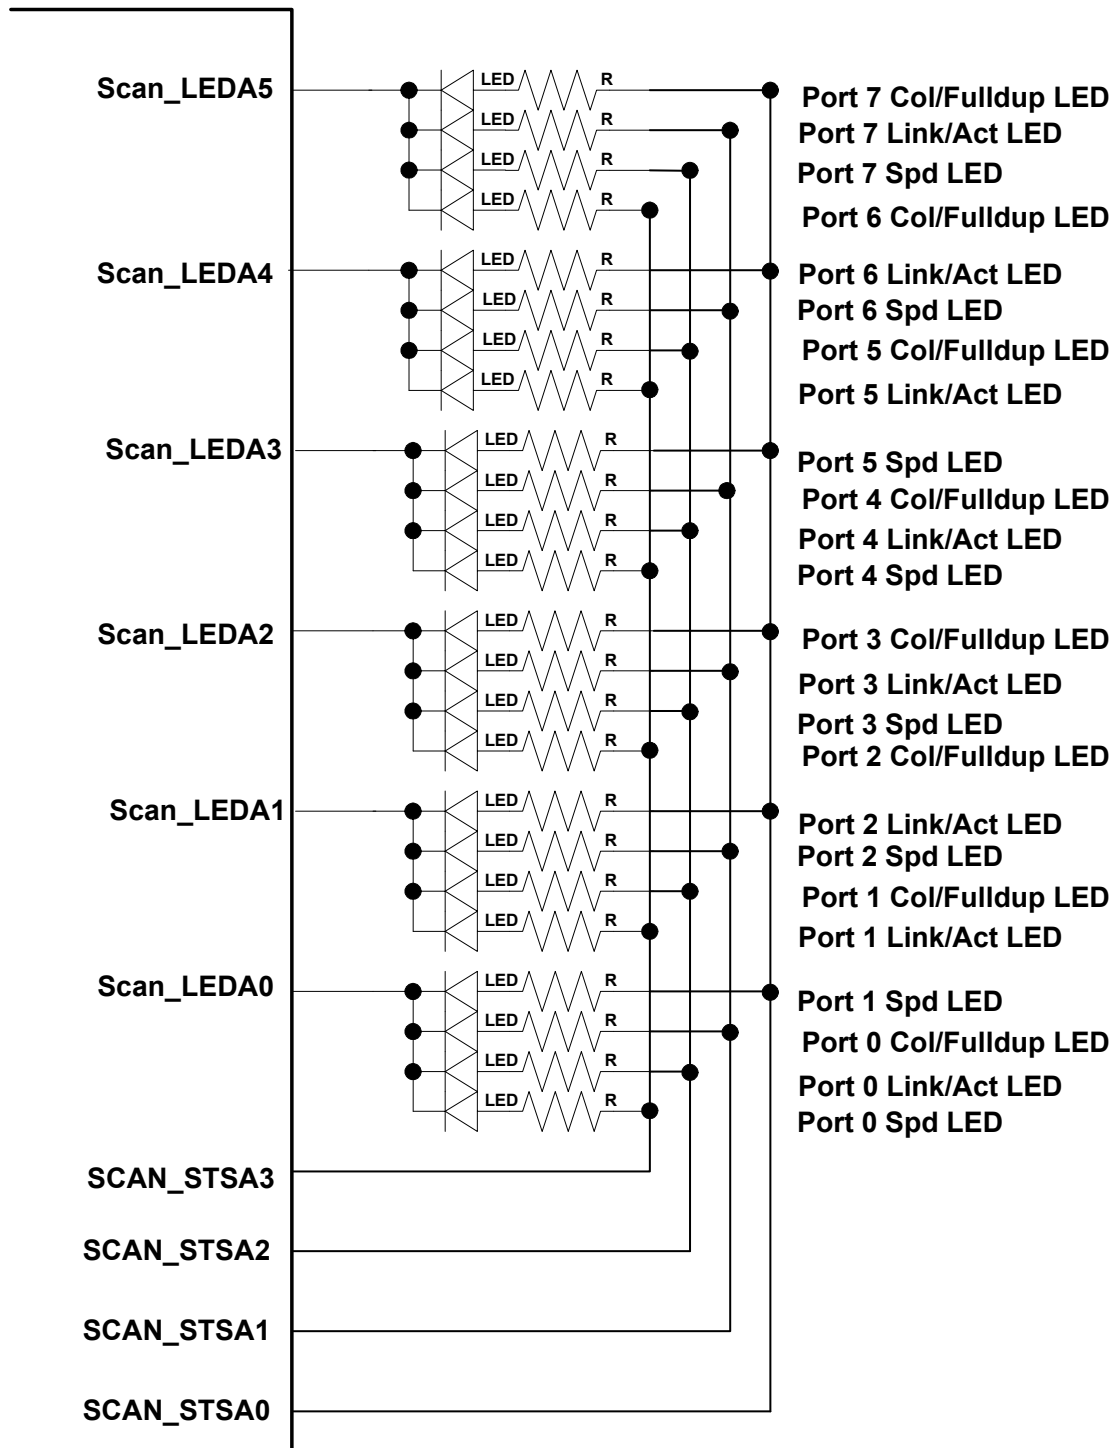 Scan_LEDA5
LED R Port 7 Col/Fulldup LED
LED R Port 7 Link/Act LED
LED R Port 7 Spd LED
LED R Port 6 Col/Fulldup LED
Scan_LEDA4
LED R Port 6 Link/Act LED
LED R Port 6 Spd LED
LED R Port 5 Col/Fulldup LED
LED R Port 5 Link/Act LED
Scan_LEDA3
LED R Port 5 Spd LED
LED R Port 4 Col/Fulldup LED
LED R Port 4 Link/Act LED
LED R Port 4 Spd LED
Scan_LEDA2
LED R Port 3 Col/Fulldup LED
LED R Port 3 Link/Act LED
LED R Port 3 Spd LED
LED R Port 2 Col/Fulldup LED
Scan_LEDA1
LED R Port 2 Link/Act LED
LED R Port 2 Spd LED
LED R Port 1 Col/Fulldup LED
LED R Port 1 Link/Act LED
Scan_LEDA0
LED R Port 1 Spd LED
LED R Port 0 Col/Fulldup LED
LED R Port 0 Link/Act LED
LED R Port 0 Spd LED
SCAN_STSA3
SCAN_STSA2
SCAN_STSA1
SCAN_STSA0